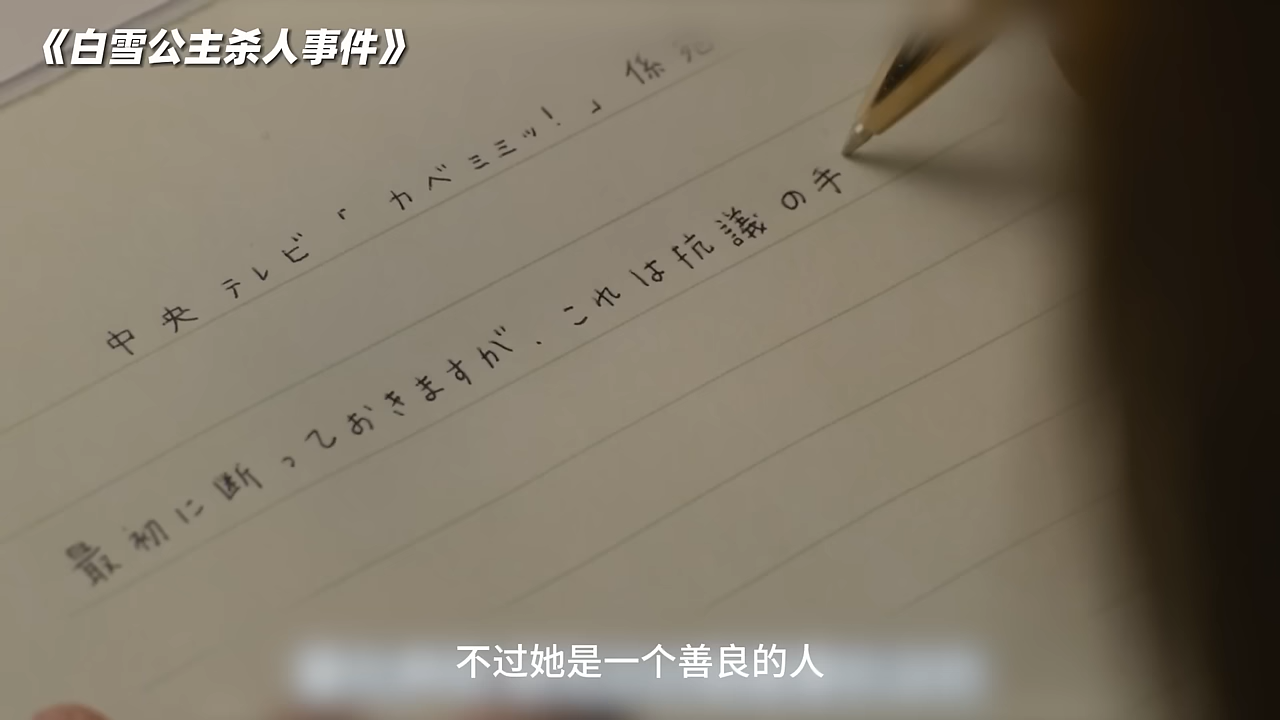 《白雪公主杀人事件》
中央テレビ「カベミミッ!」係宛
最初に断っておきますが、これは抗議の手
不过她是一个善良的人